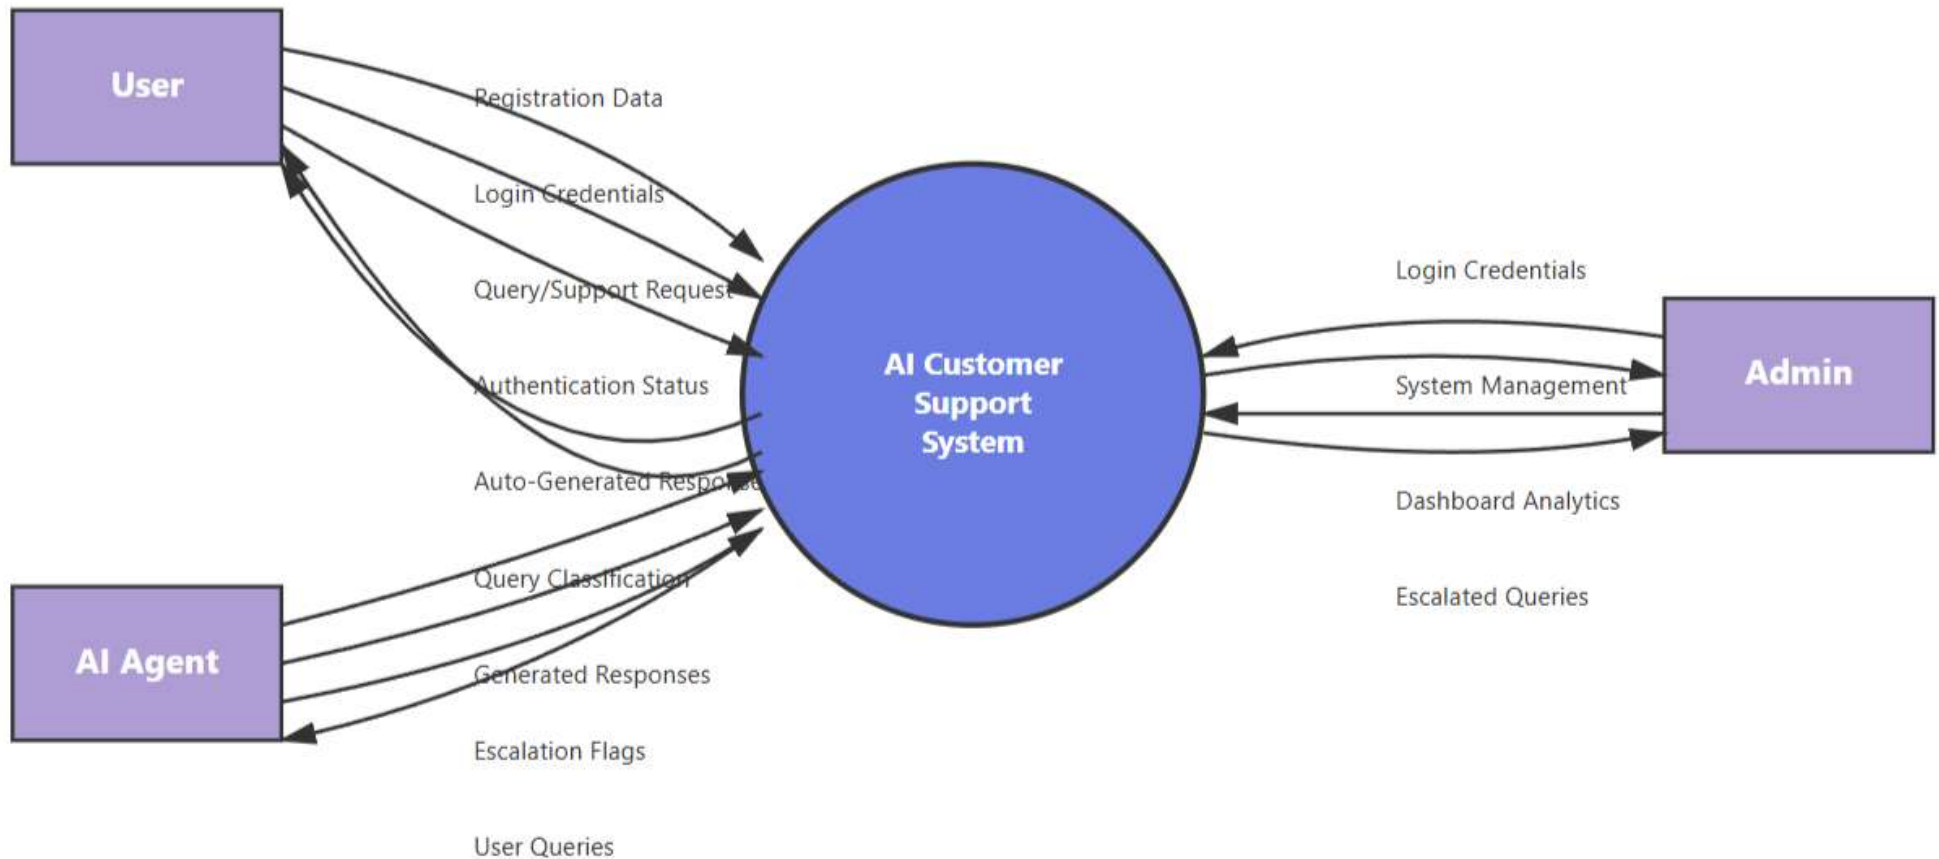 User
Registration Data
Login Credentials
Query/Support Request
Authentication Status
Auto-Generated Response
AI Agent
Query Classification
Generated Responses
Escalation Flags
User Queries
AI Customer
Support
System
Login Credentials
System Management
Dashboard Analytics
Escalated Queries
Admin